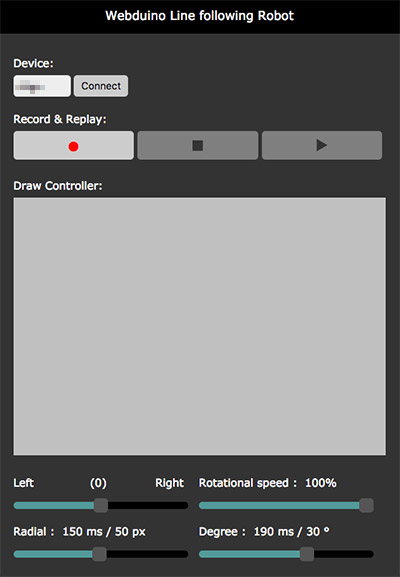 Webduino Line following Robot
Device:
Connect
Record & Replay:
Draw Controller:
Left (0) Right Rotational speed : 100%
Radial : 150 ms / 50 px Degree : 190 ms / 30 °